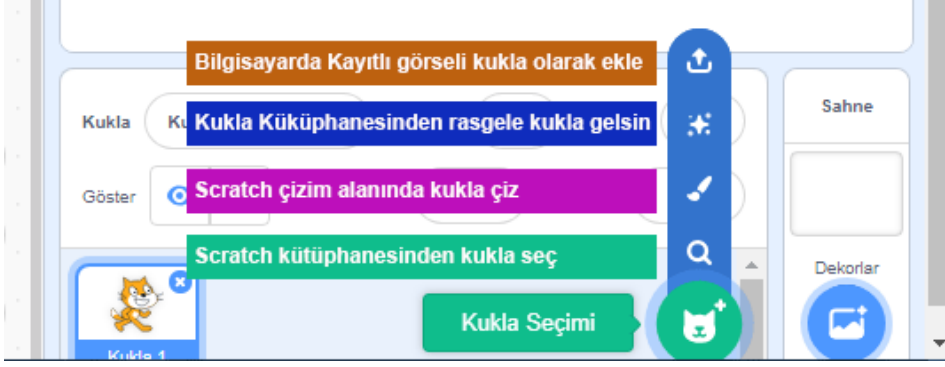 Bilgisayarda Kayıtlı görseli kukla olarak ekle
Kukla
Kukla Küküphanesinden rasgele kukla gelsin
Sahne
Göster
Scratch çizim alanında kukla çiz
Scratch kütüphanesinden kukla seç
Dekorlar
Kukla Seçimi
Kukla 1